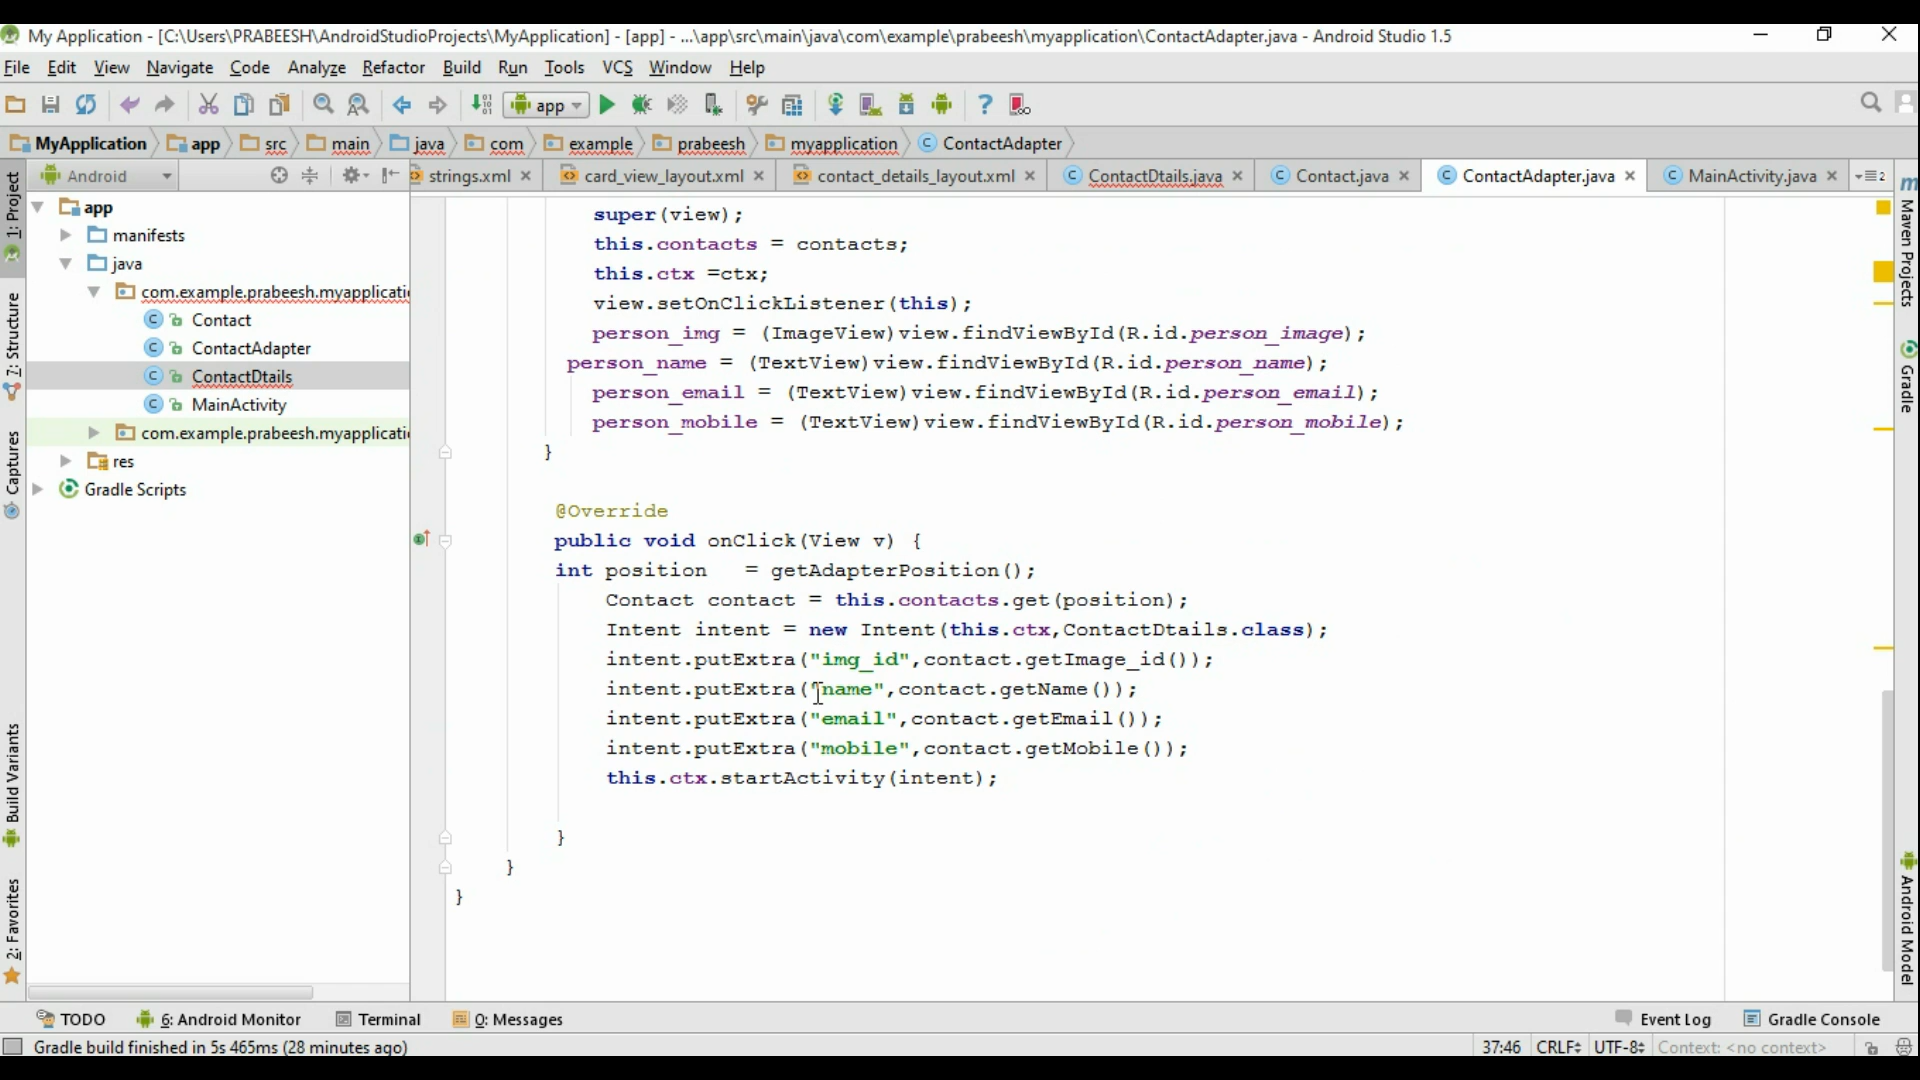 My Application - [C:\Users\PRABEESH\AndroidStudioProjects\MyApplication] - [app] - ...\app\src\main\java\com\example\prabeesh\myapplication\ContactAdapter.java - Android Studio 1.5
File Edit View Navigate Code Analyze Refactor Build Run Tools VCS Window Help
app
MyApplication app src main java com example prabeesh myapplication ContactAdapter
Android
strings.xml card_view_layout.xml contact_details_layout.xml ContactDtails.java Contact.java ContactAdapter.java MainActivity.java 2
1: Project
7: Structure
Captures
Build Variants
2: Favorites
app
manifests
java
com.example.prabeesh.myapplicati
Contact
ContactAdapter
ContactDtails
MainActivity
com.example.prabeesh.myapplicati
res
Gradle Scripts
super(view);
this.contacts = contacts;
this.ctx =ctx;
view.setOnClickListener(this);
person_img = (ImageView)view.findViewById(R.id.person_image);
person_name = (TextView)view.findViewById(R.id.person_name);
person_email = (TextView)view.findViewById(R.id.person_email);
person_mobile = (TextView)view.findViewById(R.id.person_mobile);
}
@Override
public void onClick(View v) {
int position = getAdapterPosition();
Contact contact = this.contacts.get(position);
Intent intent = new Intent(this.ctx,ContactDtails.class);
intent.putExtra("img_id",contact.getImage_id());
intent.putExtra("name",contact.getName());
intent.putExtra("email",contact.getEmail());
intent.putExtra("mobile",contact.getMobile());
this.ctx.startActivity(intent);
}
}
}
Maven Projects
Gradle
Android Model
TODO 6: Android Monitor Terminal 0: Messages Event Log Gradle Console
Gradle build finished in 5s 465ms (28 minutes ago) 37:46 CRLF UTF-8 Context: <no context>